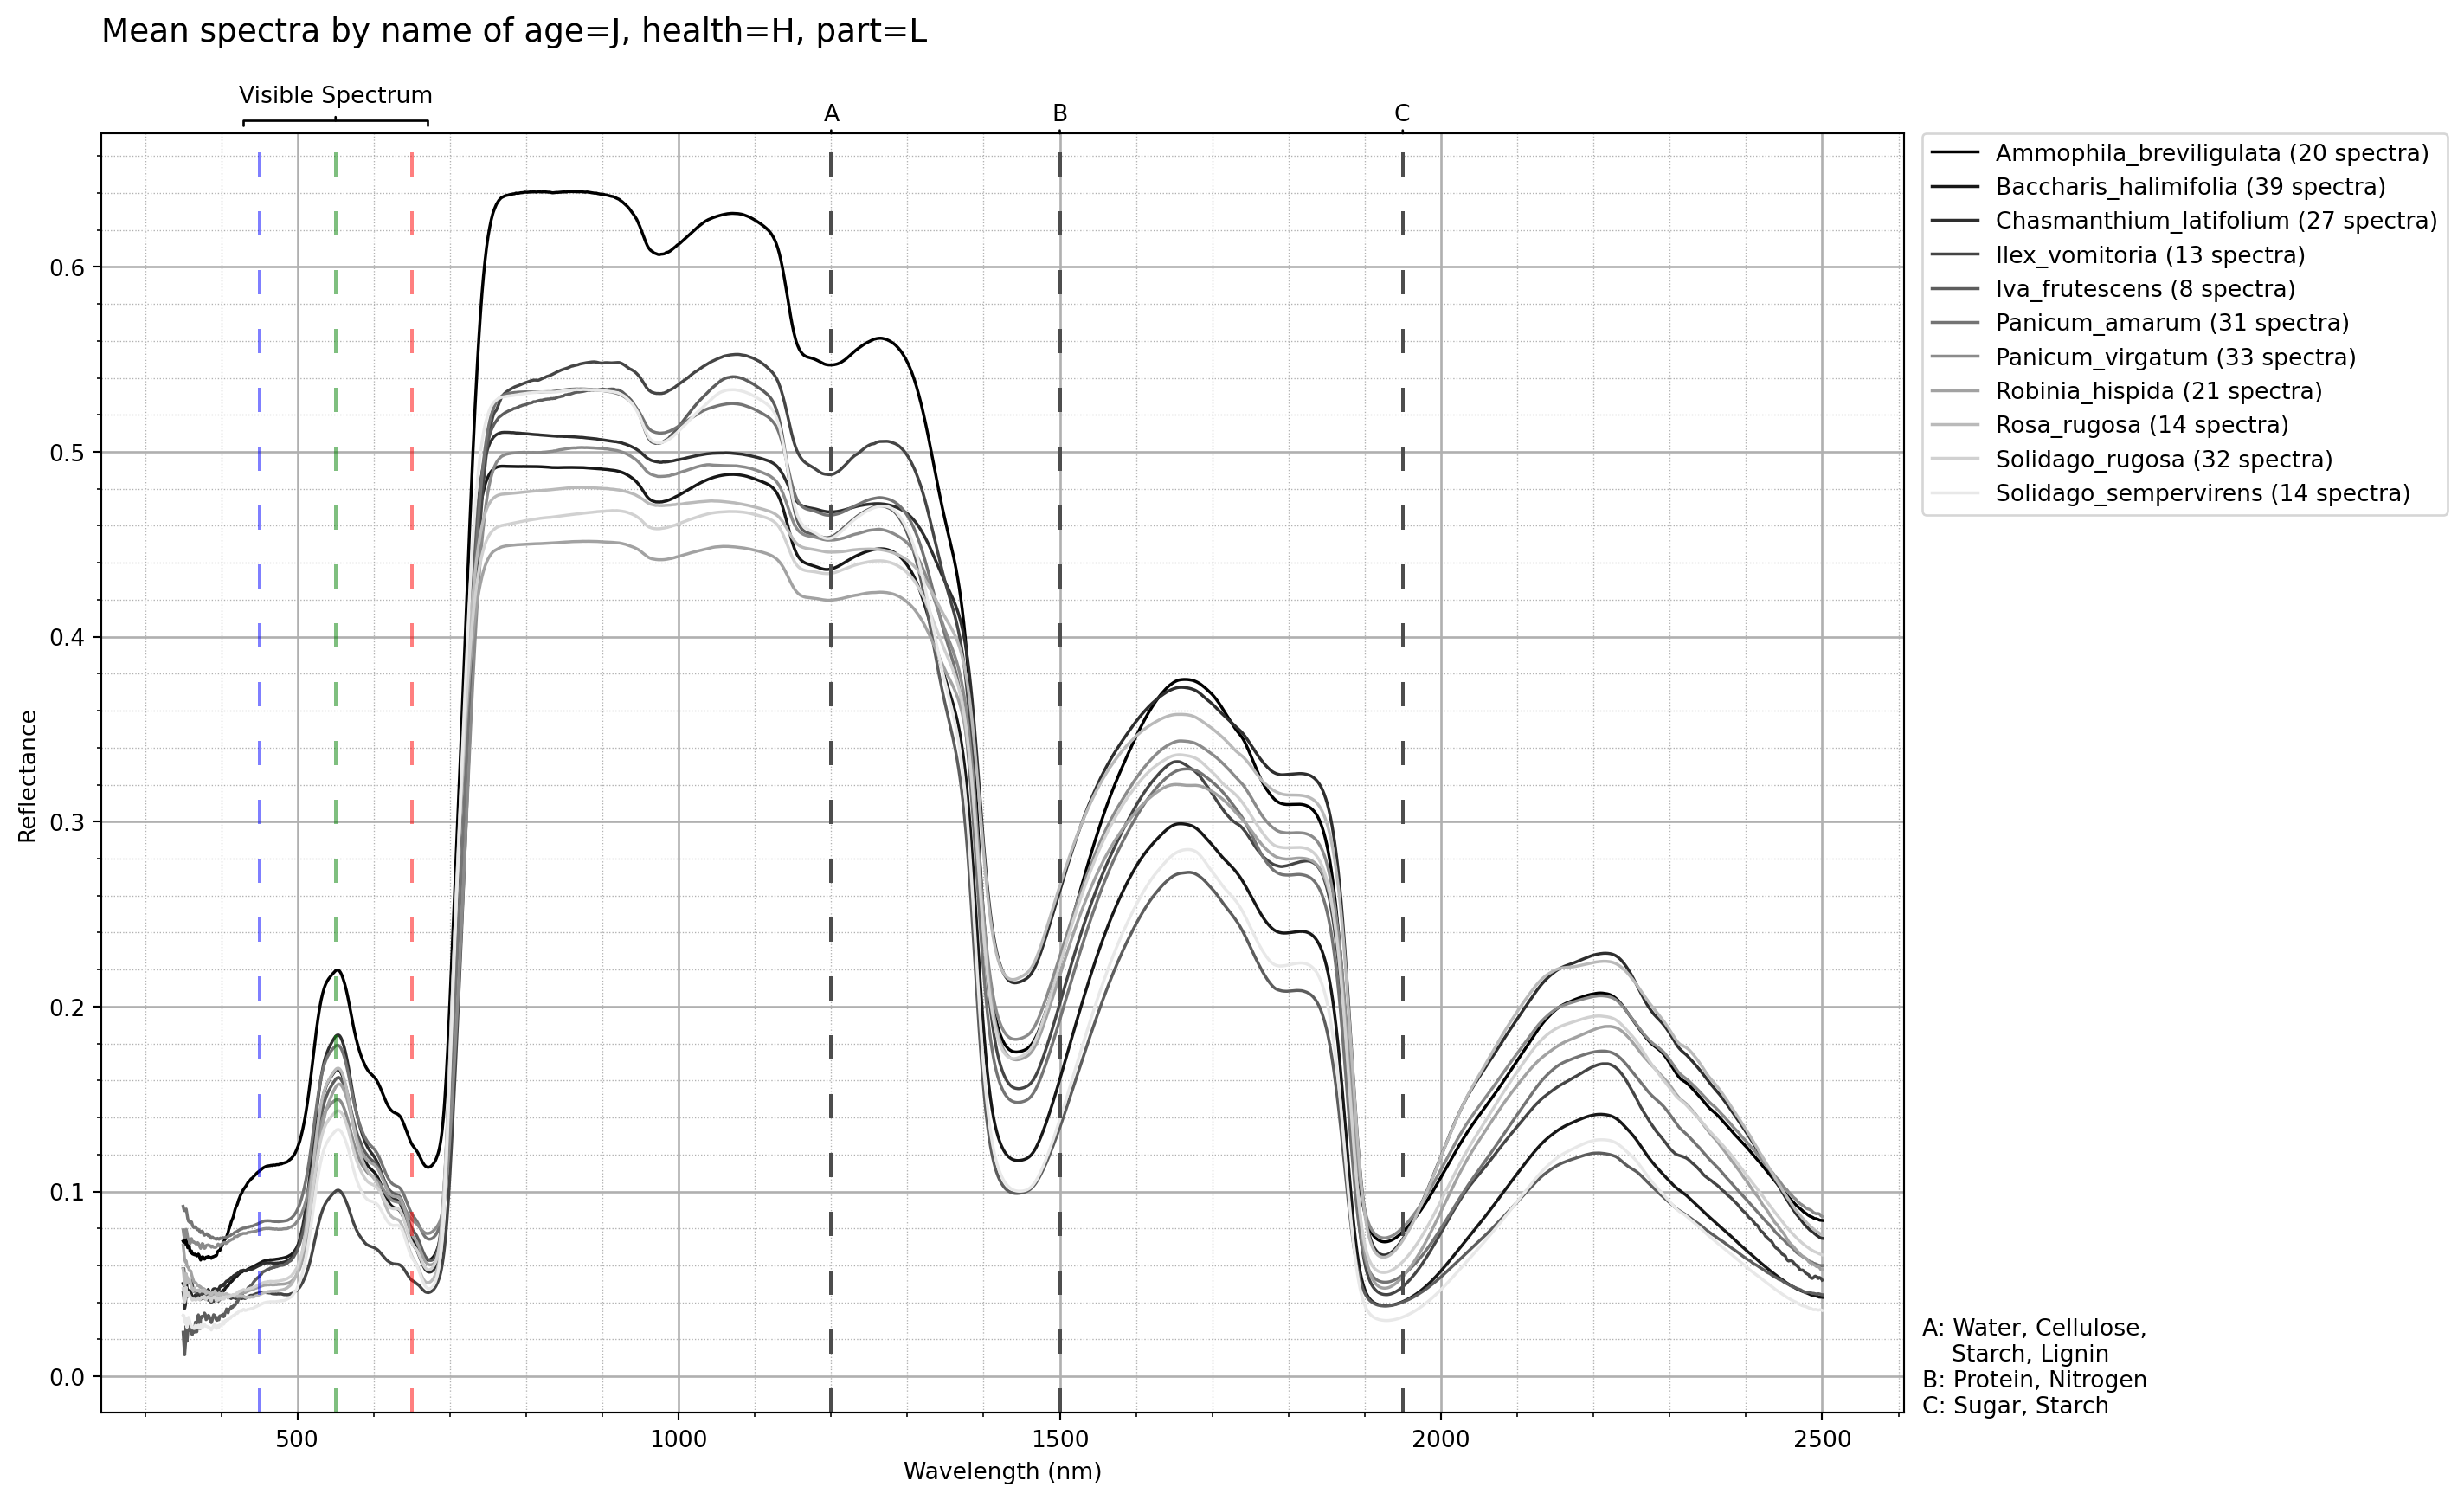 Mean spectra by name of age=J, health=H, part=L
Visible Spectrum
A
B
C
Ammophila_breviligulata (20 spectra)
Baccharis_halimifolia (39 spectra)
Chasmanthium_latifolium (27 spectra)
Ilex_vomitoria (13 spectra)
Iva_frutescens (8 spectra)
Panicum_amarum (31 spectra)
Panicum_virgatum (33 spectra)
Robinia_hispida (21 spectra)
Rosa_rugosa (14 spectra)
Solidago_rugosa (32 spectra)
Solidago_sempervirens (14 spectra)
0.6
0.5
0.4
0.3
0.2
0.1
0.0
Reflectance
500
1000
1500
2000
2500
Wavelength (nm)
A: Water, Cellulose,
Starch, Lignin
B: Protein, Nitrogen
C: Sugar, Starch